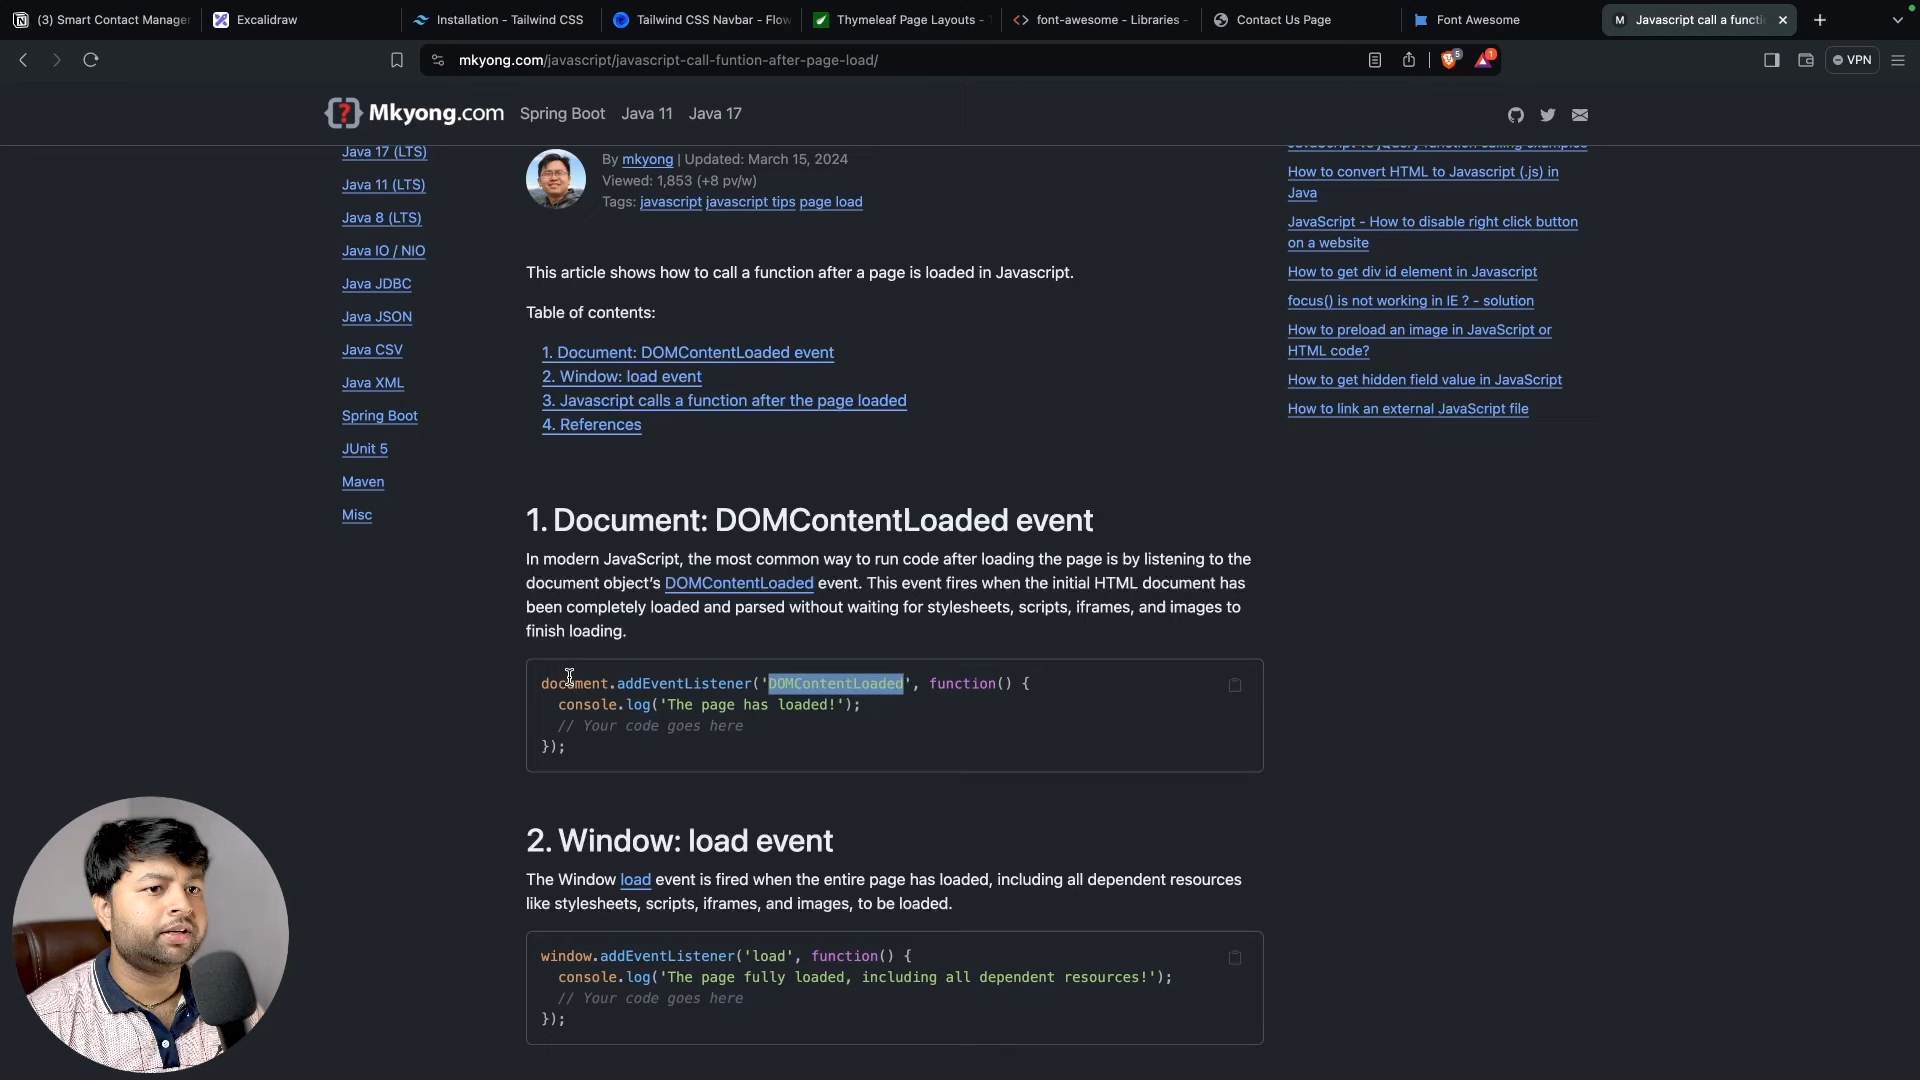 (3) Smart Contact Manager
Excalidraw
Installation - Tailwind CSS
Tailwind CSS Navbar - Flow
Thymeleaf Page Layouts -
font-awesome - Libraries -
Contact Us Page
Font Awesome
Javascript call a functi
mkyong.com/javascript/javascript-call-funtion-after-page-load/
5
1
VPN
Mkyong.com
Spring Boot
Java 11
Java 17
Java 17 (LTS)
Java 11 (LTS)
Java 8 (LTS)
Java IO / NIO
Java JDBC
Java JSON
Java CSV
Java XML
Spring Boot
JUnit 5
Maven
Misc
By mkyong | Updated: March 15, 2024
Viewed: 1,853 (+8 pv/w)
Tags: javascript javascript tips page load
This article shows how to call a function after a page is loaded in Javascript.
Table of contents:
1. Document: DOMContentLoaded event
2. Window: load event
3. Javascript calls a function after the page loaded
4. References
1. Document: DOMContentLoaded event
In modern JavaScript, the most common way to run code after loading the page is by listening to the
document object's DOMContentLoaded event. This event fires when the initial HTML document has
been completely loaded and parsed without waiting for stylesheets, scripts, iframes, and images to
finish loading.
document.addEventListener('DOMContentLoaded', function() {
console.log('The page has loaded!');
// Your code goes here
});
2. Window: load event
The Window load event is fired when the entire page has loaded, including all dependent resources
like stylesheets, scripts, iframes, and images, to be loaded.
window.addEventListener('load', function() {
console.log('The page fully loaded, including all dependent resources!');
// Your code goes here
});
JavaScript vs jQuery function calling examples
How to convert HTML to Javascript (.js) in
Java
JavaScript - How to disable right click button
on a website
How to get div id element in Javascript
focus() is not working in IE ? - solution
How to preload an image in JavaScript or
HTML code?
How to get hidden field value in JavaScript
How to link an external JavaScript file